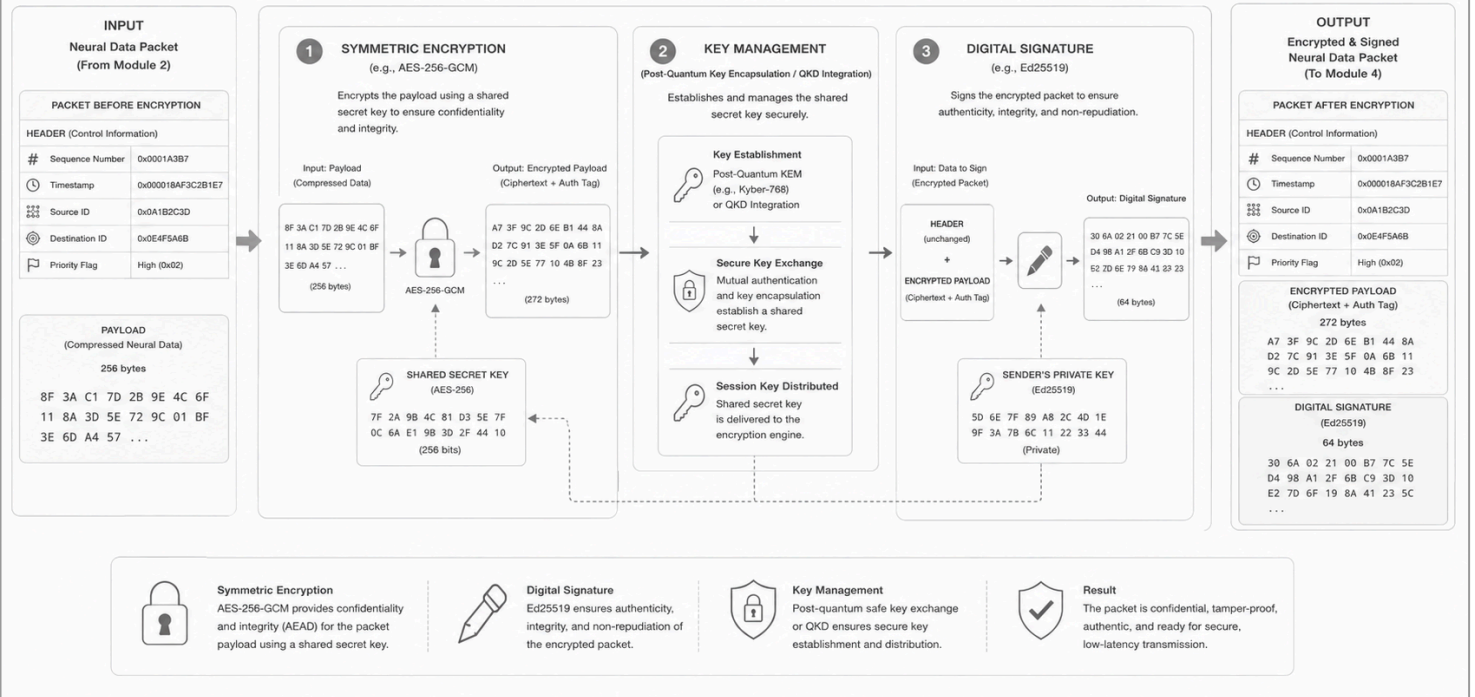 INPUT
Neural Data Packet
(From Module 2)
PACKET BEFORE ENCRYPTION
HEADER (Control Information)
# Sequence Number 0x0001A3B7
Timestamp 0x000018AF3C2B1E7
Source ID 0x0A1B2C3D
Destination ID 0x0E4F5A6B
Priority Flag High (0x02)
PAYLOAD
(Compressed Neural Data)
256 bytes
8F 3A C1 7D 2B 9E 4C 6F
11 8A 3D 5E 72 9C 01 BF
3E 6D A4 57 ...
1 SYMMETRIC ENCRYPTION
(e.g., AES-256-GCM)
Encrypts the payload using a shared
secret key to ensure confidentiality
and integrity.
Input: Payload
(Compressed Data)
8F 3A C1 7D 2B 9E 4C 6F
11 8A 3D 5E 72 9C 01 BF
3E 6D A4 57 ...
(256 bytes)
AES-256-GCM
Output: Encrypted Payload
(Ciphertext + Auth Tag)
A7 3F 9C 2D 6E B1 44 8A
D2 7C 91 3E 5F 0A 6B 11
9C 2D 5E 77 10 4B 8F 23
...
(272 bytes)
SHARED SECRET KEY
(AES-256)
7F 2A 9B 4C 81 D3 5E 7F
0C 6A E1 9B 3D 2F 44 10
(256 bits)
2 KEY MANAGEMENT
(Post-Quantum Key Encapsulation / QKD Integration)
Establishes and manages the shared
secret key securely.
Key Establishment
Post-Quantum KEM
(e.g., Kyber-768)
or QKD Integration
Secure Key Exchange
Mutual authentication
and key encapsulation
establish a shared
secret key.
Session Key Distributed
Shared secret key
is delivered to the
encryption engine.
3 DIGITAL SIGNATURE
(e.g., Ed25519)
Signs the encrypted packet to ensure
authenticity, integrity, and non-repudiation.
Input: Data to Sign
(Encrypted Packet)
HEADER
(unchanged)
+
ENCRYPTED PAYLOAD
(Ciphertext + Auth Tag)
Output: Digital Signature
30 6A 02 21 00 B7 7C 5E
D4 98 A1 2F 6B C9 3D 10
E2 7D 6E 79 8A 41 23 23
...
(64 bytes)
SENDER'S PRIVATE KEY
(Ed25519)
5D 6E 7F 89 A8 2C 4D 1E
9F 3A 7B 6C 11 22 33 44
(Private)
OUTPUT
Encrypted & Signed
Neural Data Packet
(To Module 4)
PACKET AFTER ENCRYPTION
HEADER (Control Information)
# Sequence Number 0x0001A3B7
Timestamp 0x000018AF3C2B1E7
Source ID 0x0A1B2C3D
Destination ID 0x0E4F5A6B
Priority Flag High (0x02)
ENCRYPTED PAYLOAD
(Ciphertext + Auth Tag)
272 bytes
A7 3F 9C 2D 6E B1 44 8A
D2 7C 91 3E 5F 0A 6B 11
9C 2D 5E 77 10 4B 8F 23
...
DIGITAL SIGNATURE
(Ed25519)
64 bytes
30 6A 02 21 00 B7 7C 5E
D4 98 A1 2F 6B C9 3D 10
E2 7D 6F 19 8A 41 23 5C
...
Symmetric Encryption
AES-256-GCM provides confidentiality
and integrity (AEAD) for the packet
payload using a shared secret key.
Digital Signature
Ed25519 ensures authenticity,
integrity, and non-repudiation of
the encrypted packet.
Key Management
Post-quantum safe key exchange
or QKD ensures secure key
establishment and distribution.
Result
The packet is confidential, tamper-proof,
authentic, and ready for secure,
low-latency transmission.